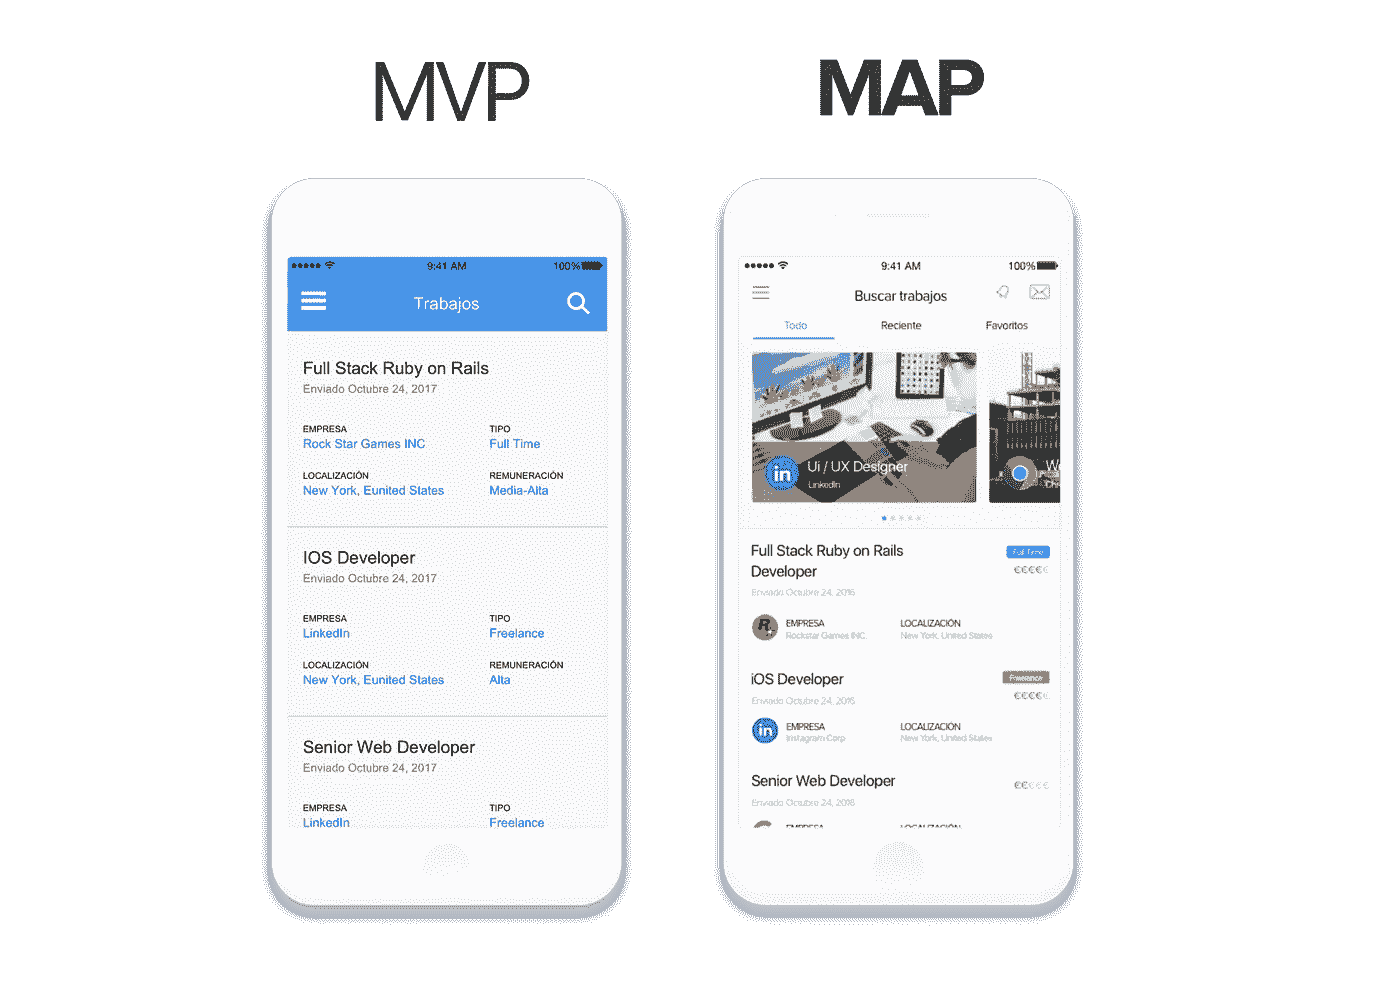 MVP
MAP
9:41 AM
100%
Trabajos
Full Stack Ruby on Rails
Enviado Octubre 24, 2017
EMPRESA
TIPO
Rock Star Games INC
Full Time
LOCALIZACIÓN
REMUNERACIÓN
New York, Eunited States
Media-Alta
IOS Developer
Enviado Octubre 24, 2017
EMPRESA
TIPO
LinkedIn
Freelance
LOCALIZACIÓN
REMUNERACIÓN
New York, Eunited States
Alta
Senior Web Developer
Enviado Octubre 24, 2017
EMPRESA
TIPO
LinkedIn
Freelance
9:41 AM
100%
Buscar trabajos
Todo
Reciente
Favoritos
in
Ui / UX Designer
LinkedIn
Full Stack Ruby on Rails
Developer
Full Time
€€€€€
Enviado Octubre 24, 2016
EMPRESA
LOCALIZACIÓN
Rockstar Games INC.
New York, United States
iOS Developer
Freelance
€€€€€
Enviado Octubre 24, 2016
in
EMPRESA
LOCALIZACIÓN
Instagram Corp
New York, United States
Senior Web Developer
€€€€€
Enviado Octubre 24, 2016
EMPRESA
LOCALIZACIÓN